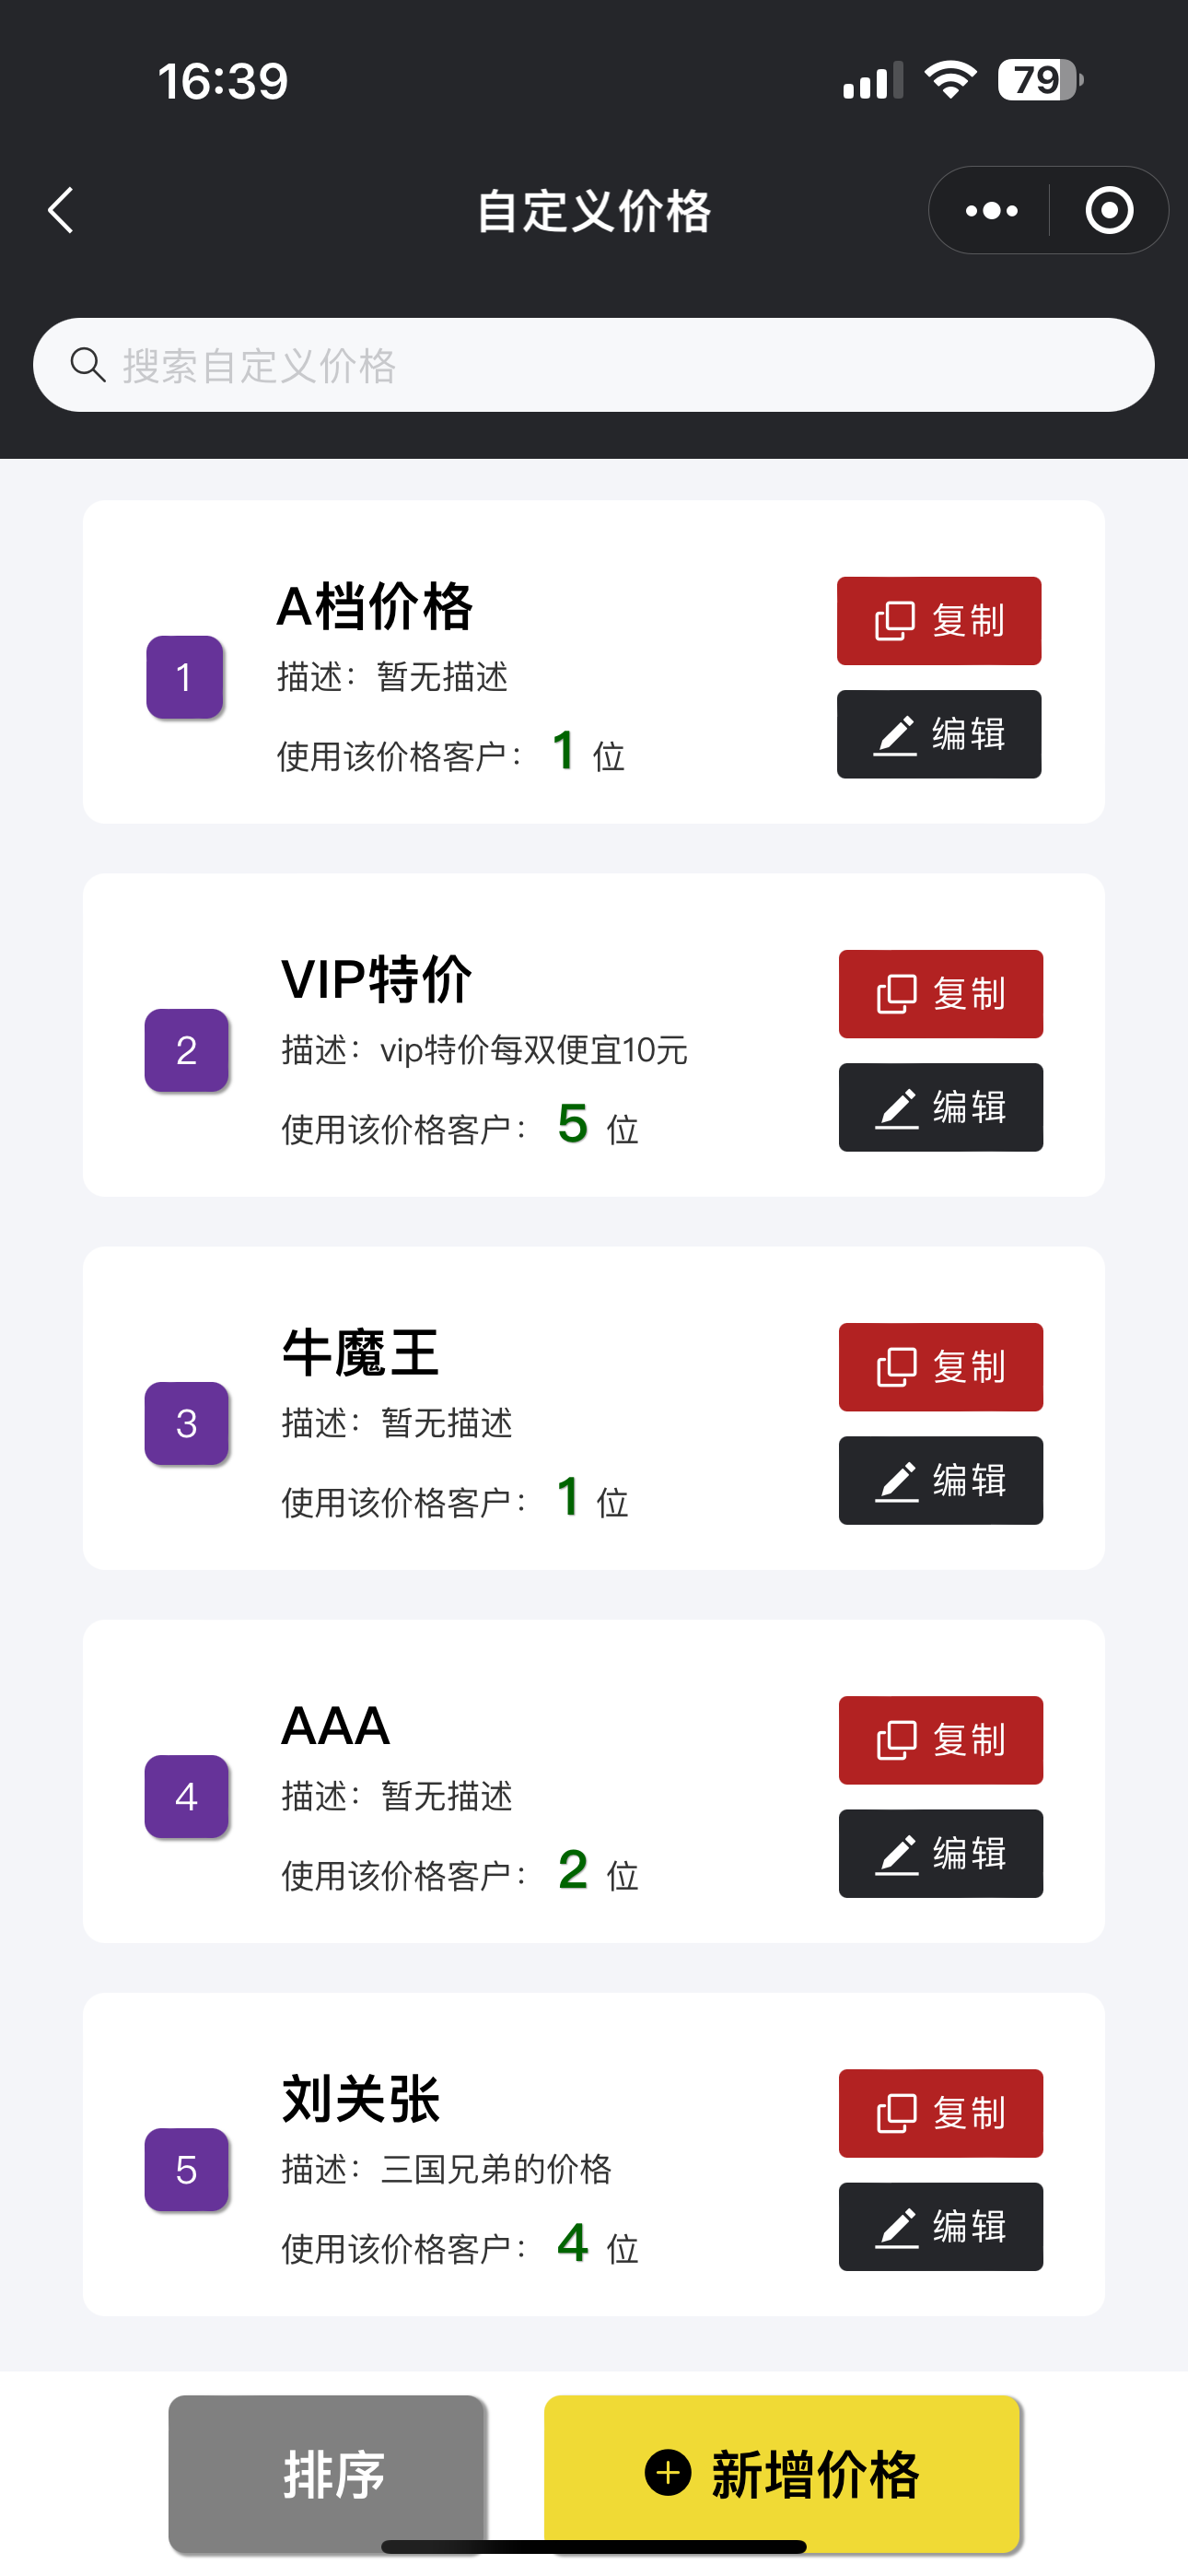 16:39
79
自定义价格
搜索自定义价格
A档价格
复制
1
描述：暂无描述
编辑
使用该价格客户： 1 位
VIP特价
复制
2
描述：vip特价每双便宜10元
编辑
使用该价格客户： 5 位
牛魔王
复制
3
描述：暂无描述
编辑
使用该价格客户： 1 位
AAA
复制
4
描述：暂无描述
编辑
使用该价格客户： 2 位
刘关张
复制
5
描述：三国兄弟的价格
编辑
使用该价格客户： 4 位
排序
新增价格